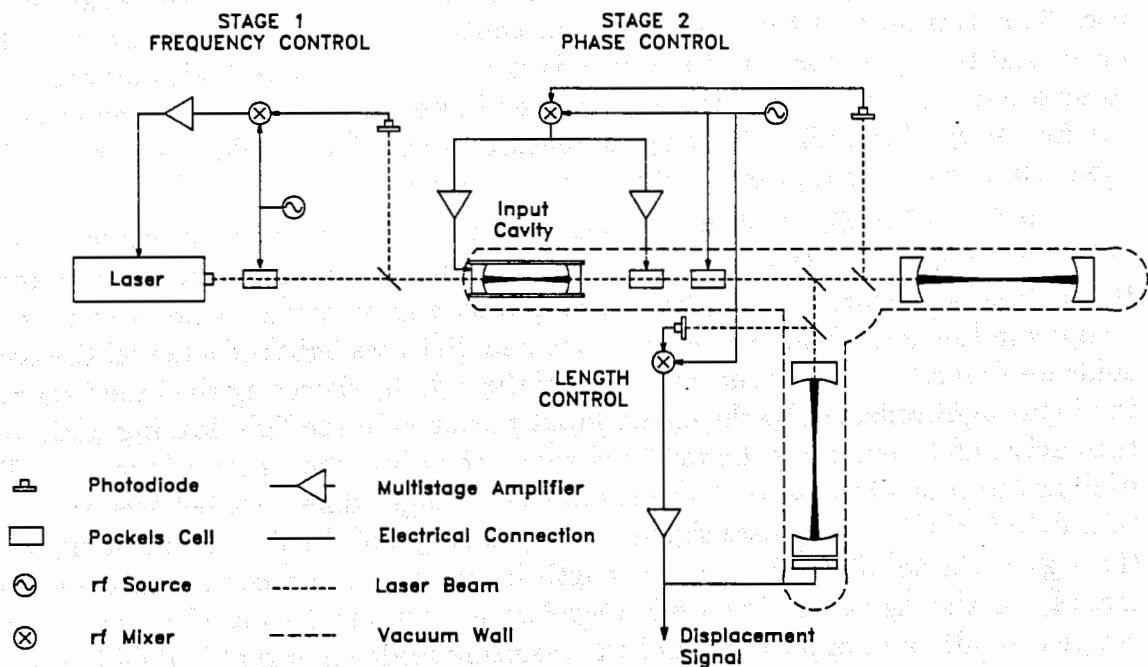 STAGE 1
FREQUENCY CONTROL
STAGE 2
PHASE CONTROL
Input
Cavity
Laser
LENGTH
CONTROL
Photodiode
Multistage Amplifier
Pockels Cell
Electrical Connection
rf Source
Laser Beam
rf Mixer
Vacuum Wall
Displacement
Signal